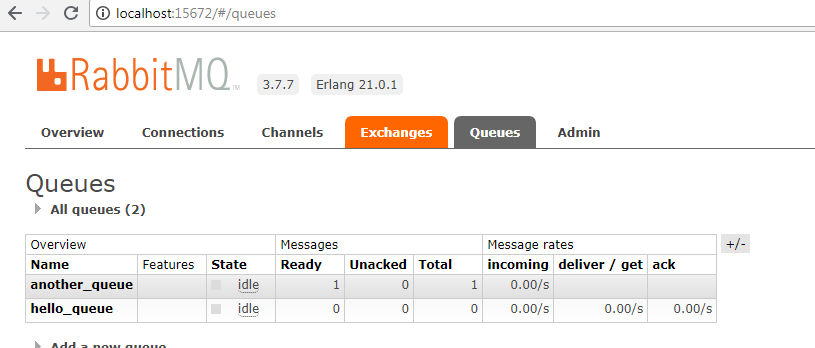 localhost:15672/#/queues
RabbitMQ TM 3.7.7 Erlang 21.0.1
Overview Connections Channels Exchanges Queues Admin
Queues
All queues (2)
Overview Messages Message rates +/-
Name Features State Ready Unacked Total incoming deliver / get ack
another_queue idle 1 0 1 0.00/s
hello_queue idle 0 0 0 0.00/s 0.00/s 0.00/s
Add a new queue